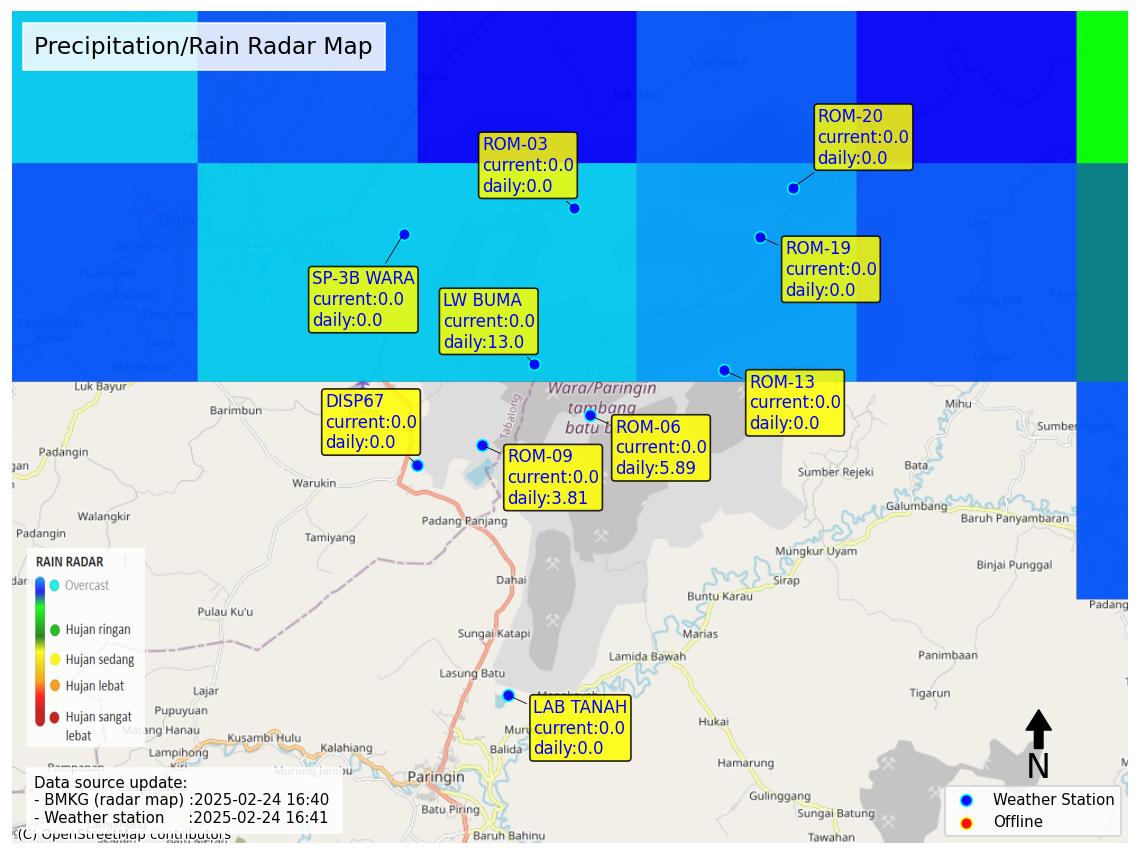 Precipitation/Rain Radar Map
Luk Batu
ROM-20
current:0.0
daily:0.0
ROM-03
current:0.0
daily:0.0
Tanjung
ROM-19
current:0.0
daily:0.0
SP-3B WARA
current:0.0
daily:0.0
LW BUMA
current:0.0
daily:13.0
Tutupan
Wara/Paringin
tambang
batu b
Luk Bayur
Barimbun
Tabalong
DISP67
current:0.0
daily:0.0
ROM-13
current:0.0
daily:0.0
ROM-06
current:0.0
daily:5.89
ROM-09
current:0.0
daily:3.81
Mihu
Sumber Agung
Padangin
Warukin
Sumber Rejeki
Bata
Galumbang
Baruh Panyambaran
Walangkir
Padangin
Padang Panjang
Tamiyang
Mungkur Uyam
Binjai Punggal
Sirap
Dahai
Buntu Karau
Padang
Pulau Ku'u
Sungai Katapi
Marias
Lamida Bawah
Panimbaan
Lasung Batu
Tigarun
Lajar
Pupuyuan
Matang Hanau
Hukai
LAB TANAH
current:0.0
daily:0.0
Kusambi Hulu
Lampihong
Kalahiang
Balida
Hamarung
Murung Jambu
Paringin
Gulinggang
Batu Piring
Sungai Batung
Baruh Bahinu
Tawahan
RAIN RADAR
Overcast
Hujan ringan
Hujan sedang
Hujan lebat
Hujan sangat
lebat
Data source update:
- BMKG (radar map) :2025-02-24 16:40
- Weather station :2025-02-24 16:41
(C) OpenStreetMap contributors
N
Weather Station
Offline